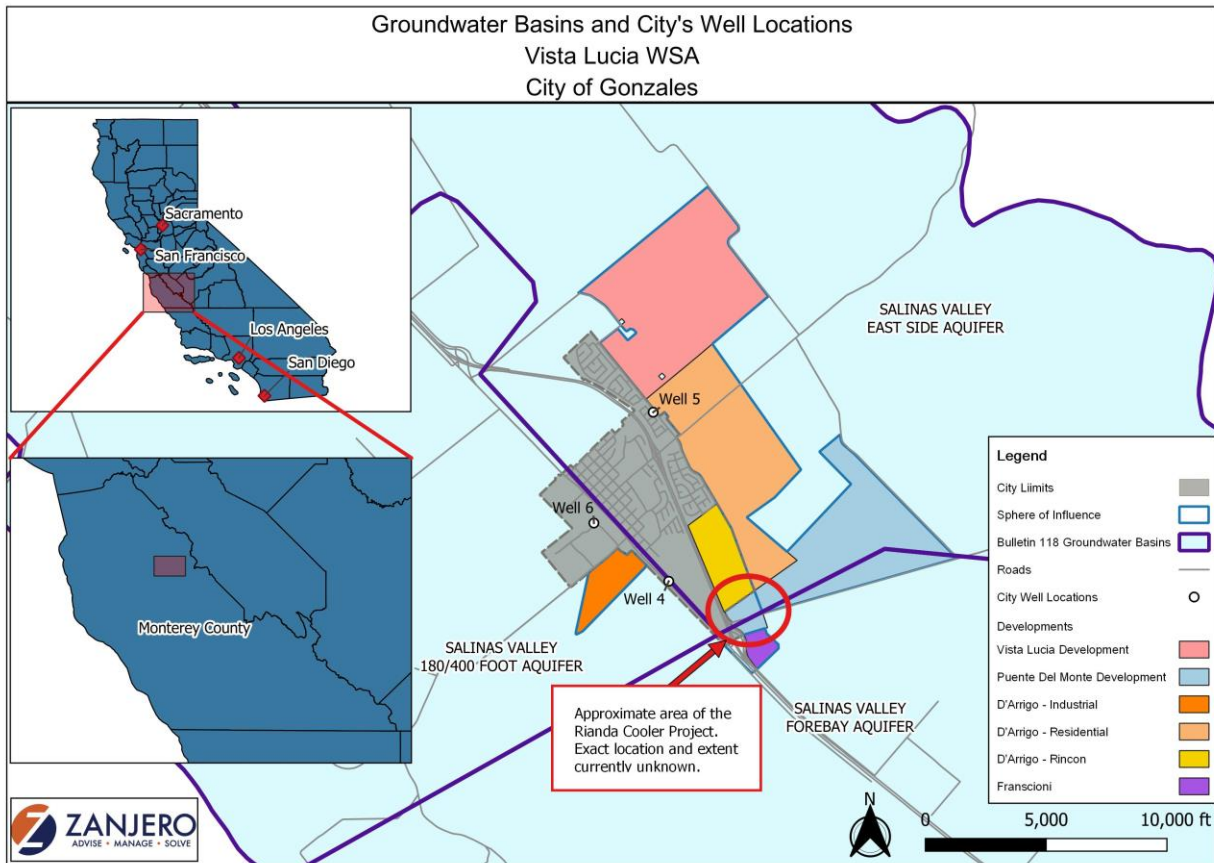 Groundwater Basins and City's Well Locations
Vista Lucia WSA
City of Gonzales
Sacramento
San Francisco
Los Angeles
San Diego
Monterey County
SALINAS VALLEY
EAST SIDE AQUIFER
Well 5
Well 6
Well 4
SALINAS VALLEY
180/400 FOOT AQUIFER
SALINAS VALLEY
FOREBAY AQUIFER
Approximate area of the
Rianda Cooler Project.
Exact location and extent
currently unknown.
Legend
City Liimits
Sphere of Influence
Bulletin 118 Groundwater Basins
Roads
City Well Locations
Developments
Vista Lucia Development
Puente Del Monte Development
D'Arrigo - Industrial
D'Arrigo - Residential
D'Arrigo - Rincon
Franscioni
N
0 5,000 10,000 ft
ZANJERO
ADVISE • MANAGE • SOLVE